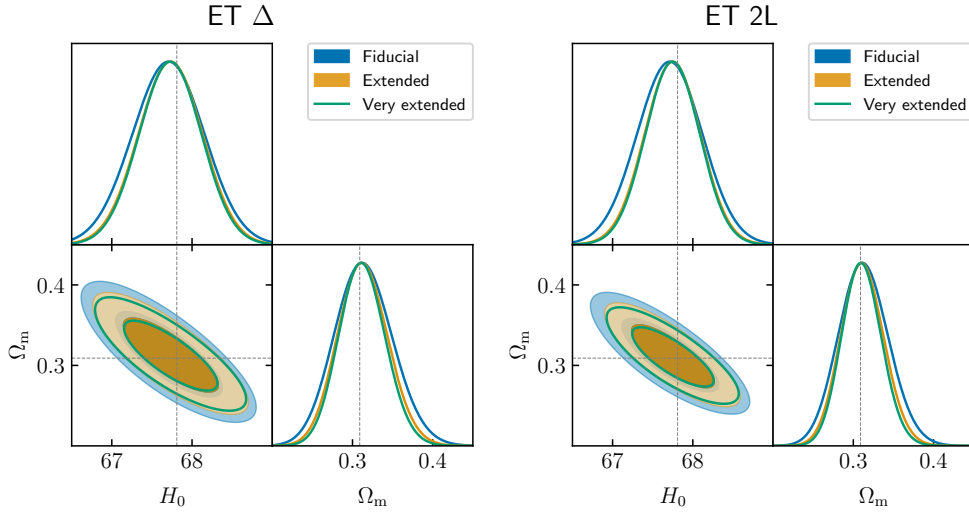 ET Δ
Fiducial
Extended
Very extended
0.4
0.3
Ωm
67
68
H0
0.3
0.4
Ωm
ET 2L
Fiducial
Extended
Very extended
0.4
0.3
Ωm
67
68
H0
0.3
0.4
Ωm